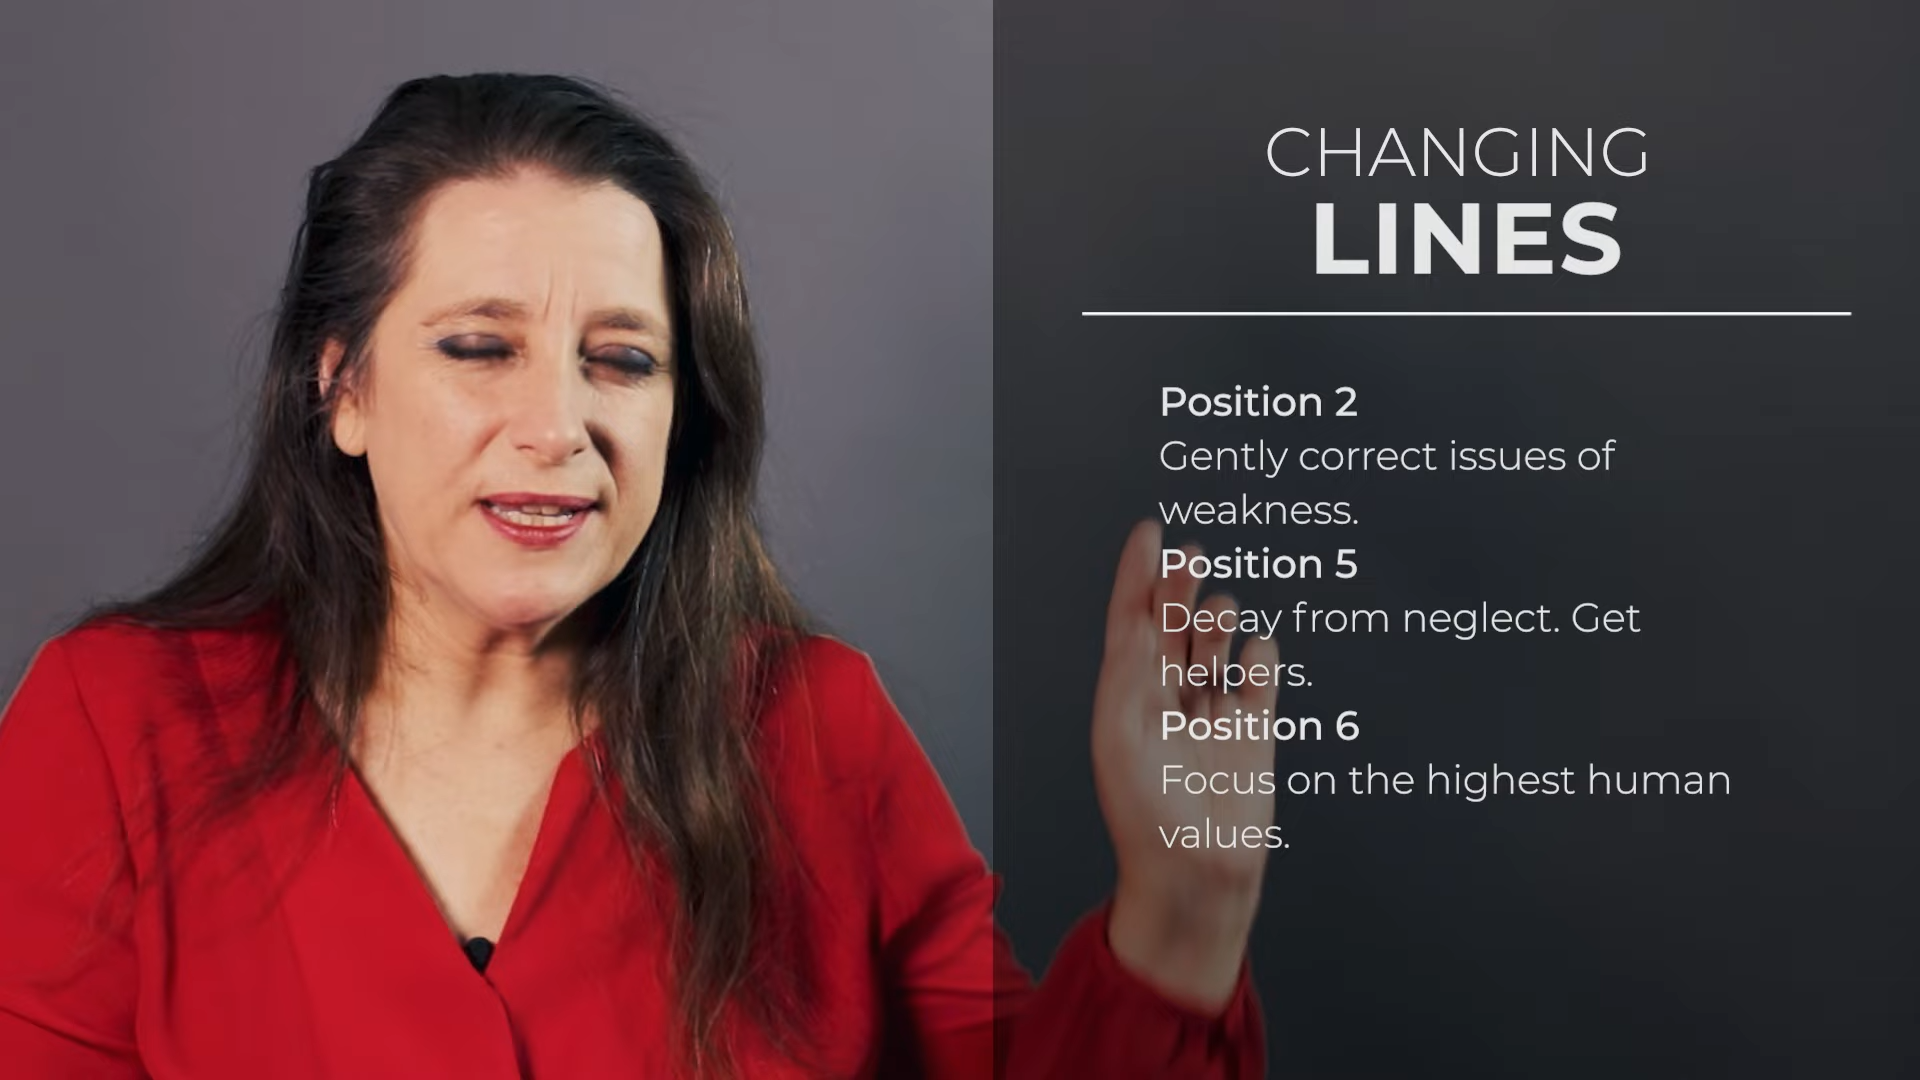 CHANGING
LINES
Position 2
Gently correct issues of
weakness.
Position 5
Decay from neglect. Get
helpers.
Position 6
Focus on the highest human
values.